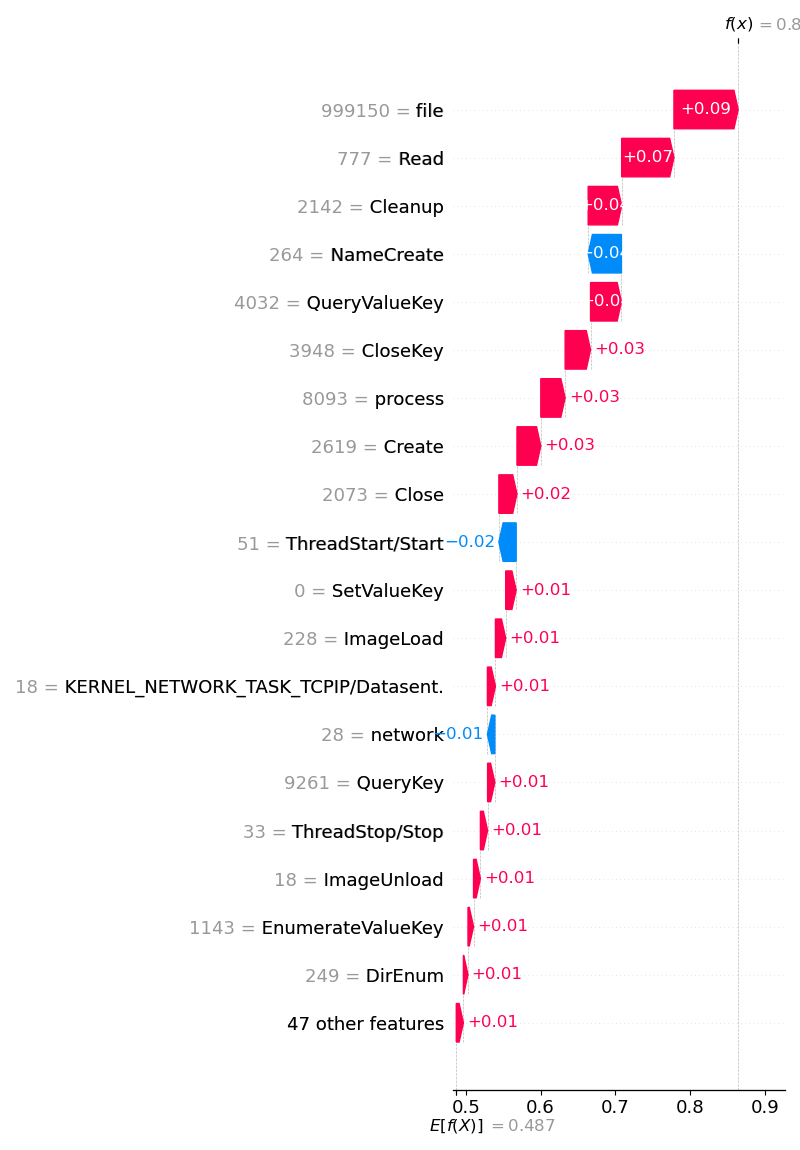 f(x) = 0.8
999150 = file
+0.09
777 = Read
+0.07
2142 = Cleanup
264 = NameCreate
4032 = QueryValueKey
3948 = CloseKey
+0.03
8093 = process
+0.03
2619 = Create
+0.03
2073 = Close
+0.02
51 = ThreadStart/Start
−0.02
0 = SetValueKey
+0.01
228 = ImageLoad
+0.01
18 = KERNEL_NETWORK_TASK_TCPIP/Datasent.
+0.01
28 = network
−0.01
9261 = QueryKey
+0.01
33 = ThreadStop/Stop
+0.01
18 = ImageUnload
+0.01
1143 = EnumerateValueKey
+0.01
249 = DirEnum
+0.01
47 other features
+0.01
0.5 0.6 0.7 0.8 0.9
E[f(X)] = 0.487